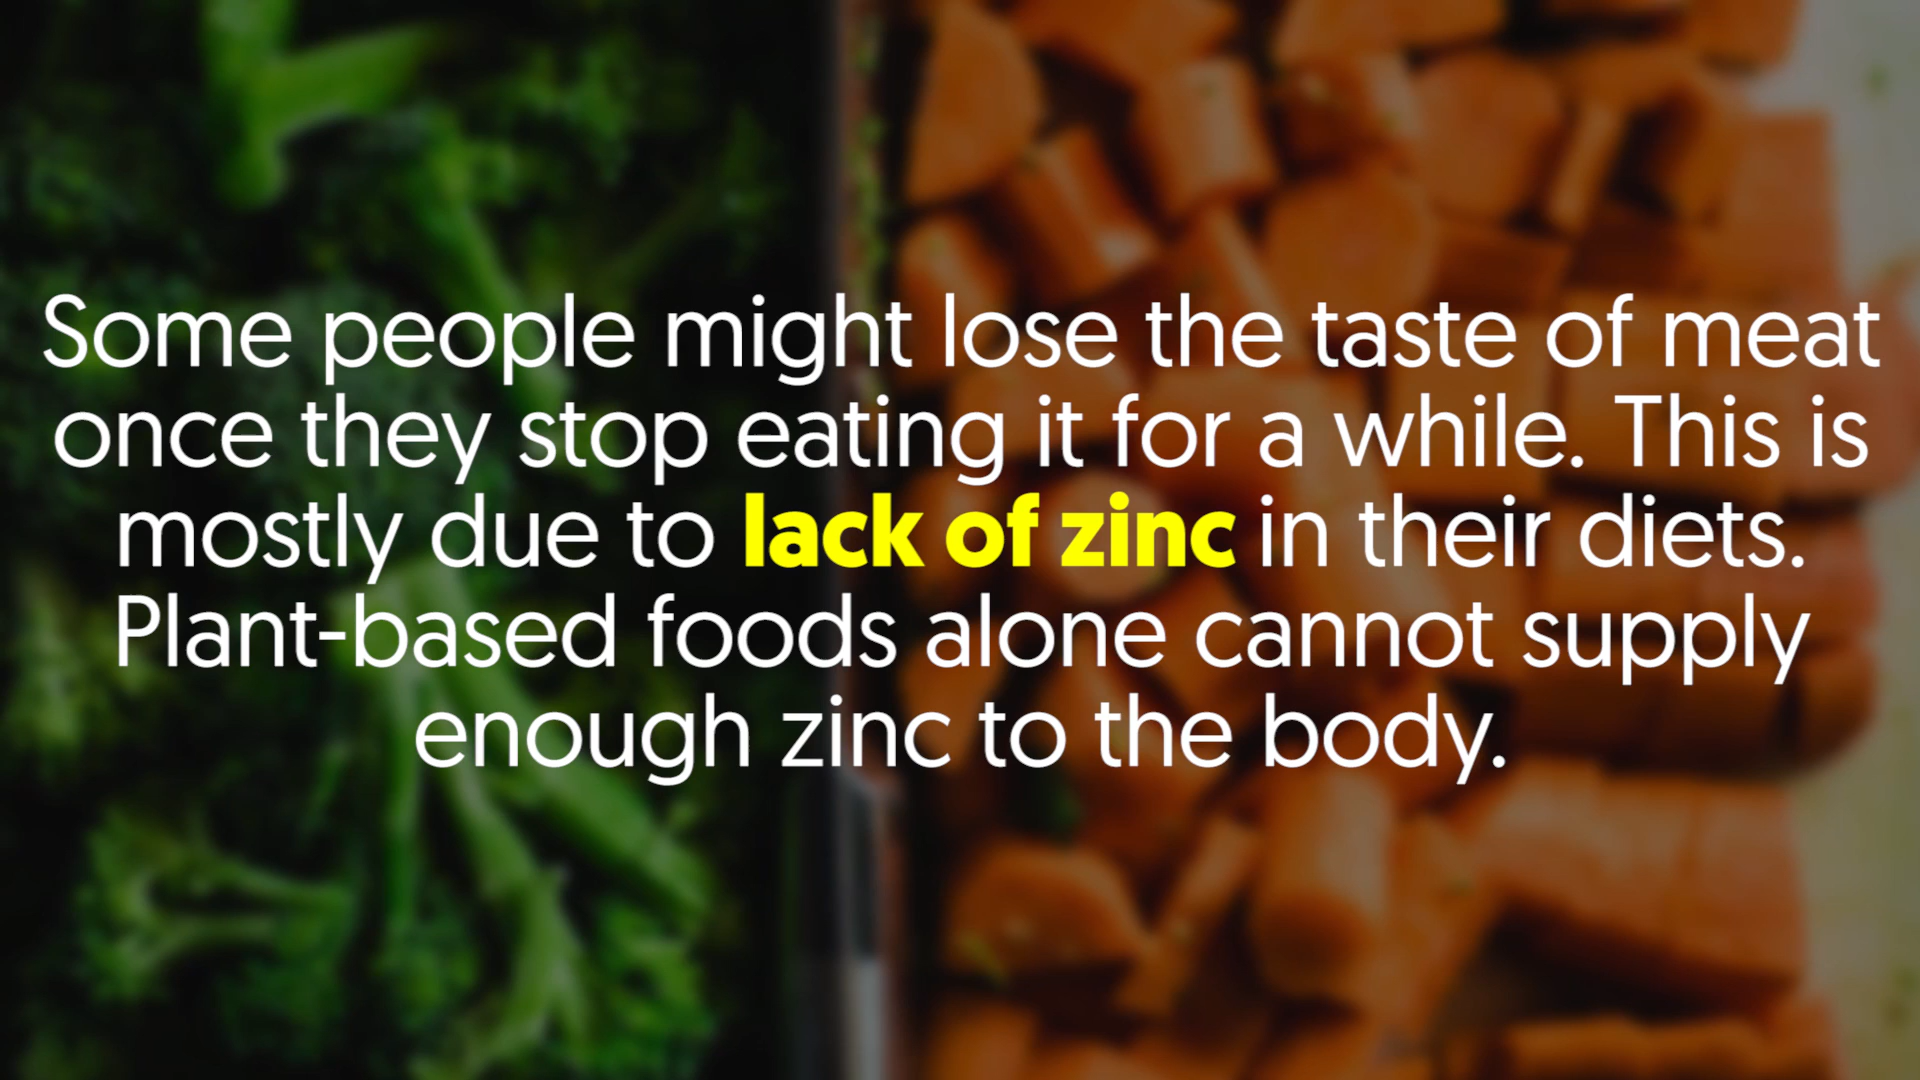 Some people might lose the taste of meat
once they stop eating it for a while. This is
mostly due to lack of zinc in their diets.
Plant-based foods alone cannot supply
enough zinc to the body.